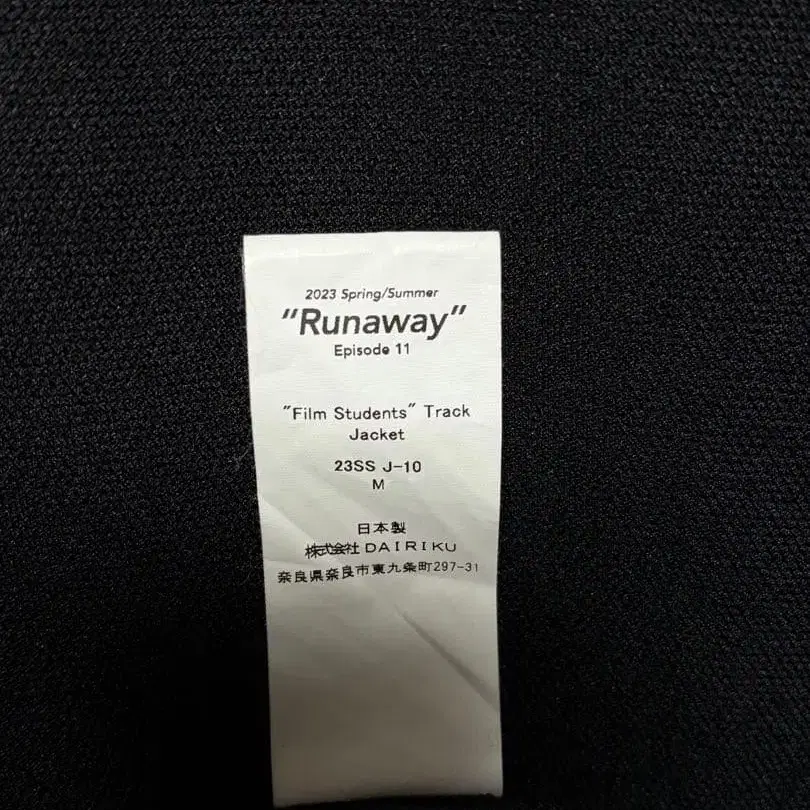 2023 Spring/Summer
"Runaway"
Episode 11
"Film Students" Track
Jacket
23SS J-10
M
日本製
株式会社 DAIRIKU
奈良県奈良市東九条町297-31